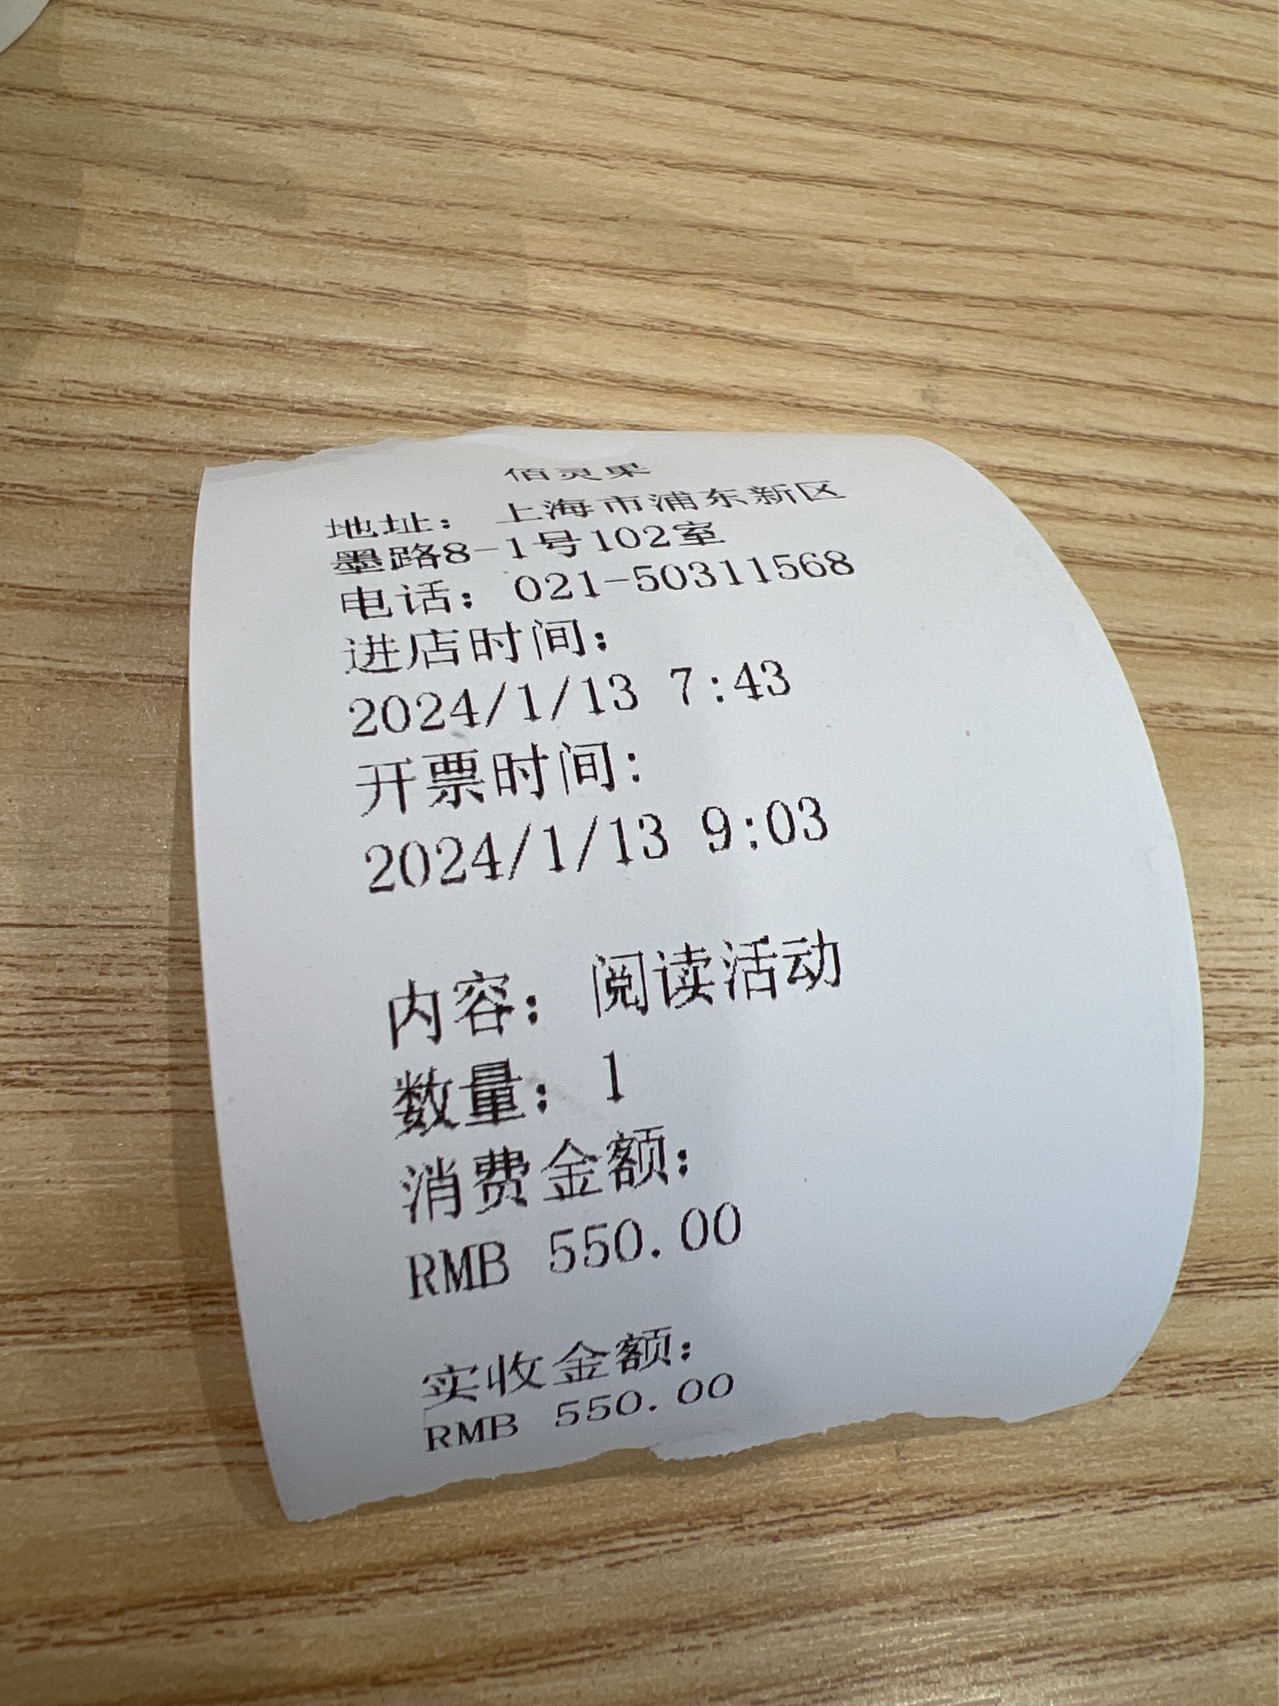 佰灵果
地址： 上海市浦东新区
墨路8-1号102室
电话： 021-50311568
进店时间：
2024/1/13 7:43
开票时间：
2024/1/13 9:03
内容： 阅读活动
数量： 1
消费金额：
RMB 550.00
实收金额：
RMB 550.00